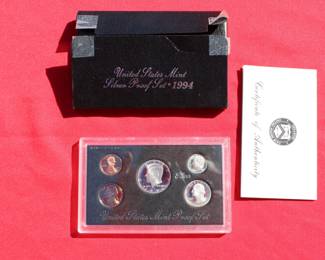 United States Mint
Silver Proof Set • 1994
Certificate of Authenticity
United States Mint Proof Set